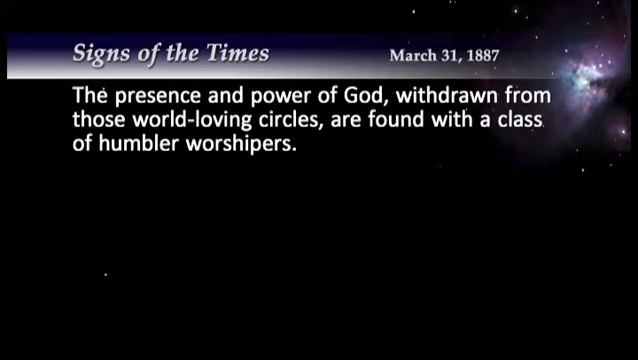 Signs of the Times March 31, 1887
The presence and power of God, withdrawn from
those world-loving circles, are found with a class
of humbler worshipers.